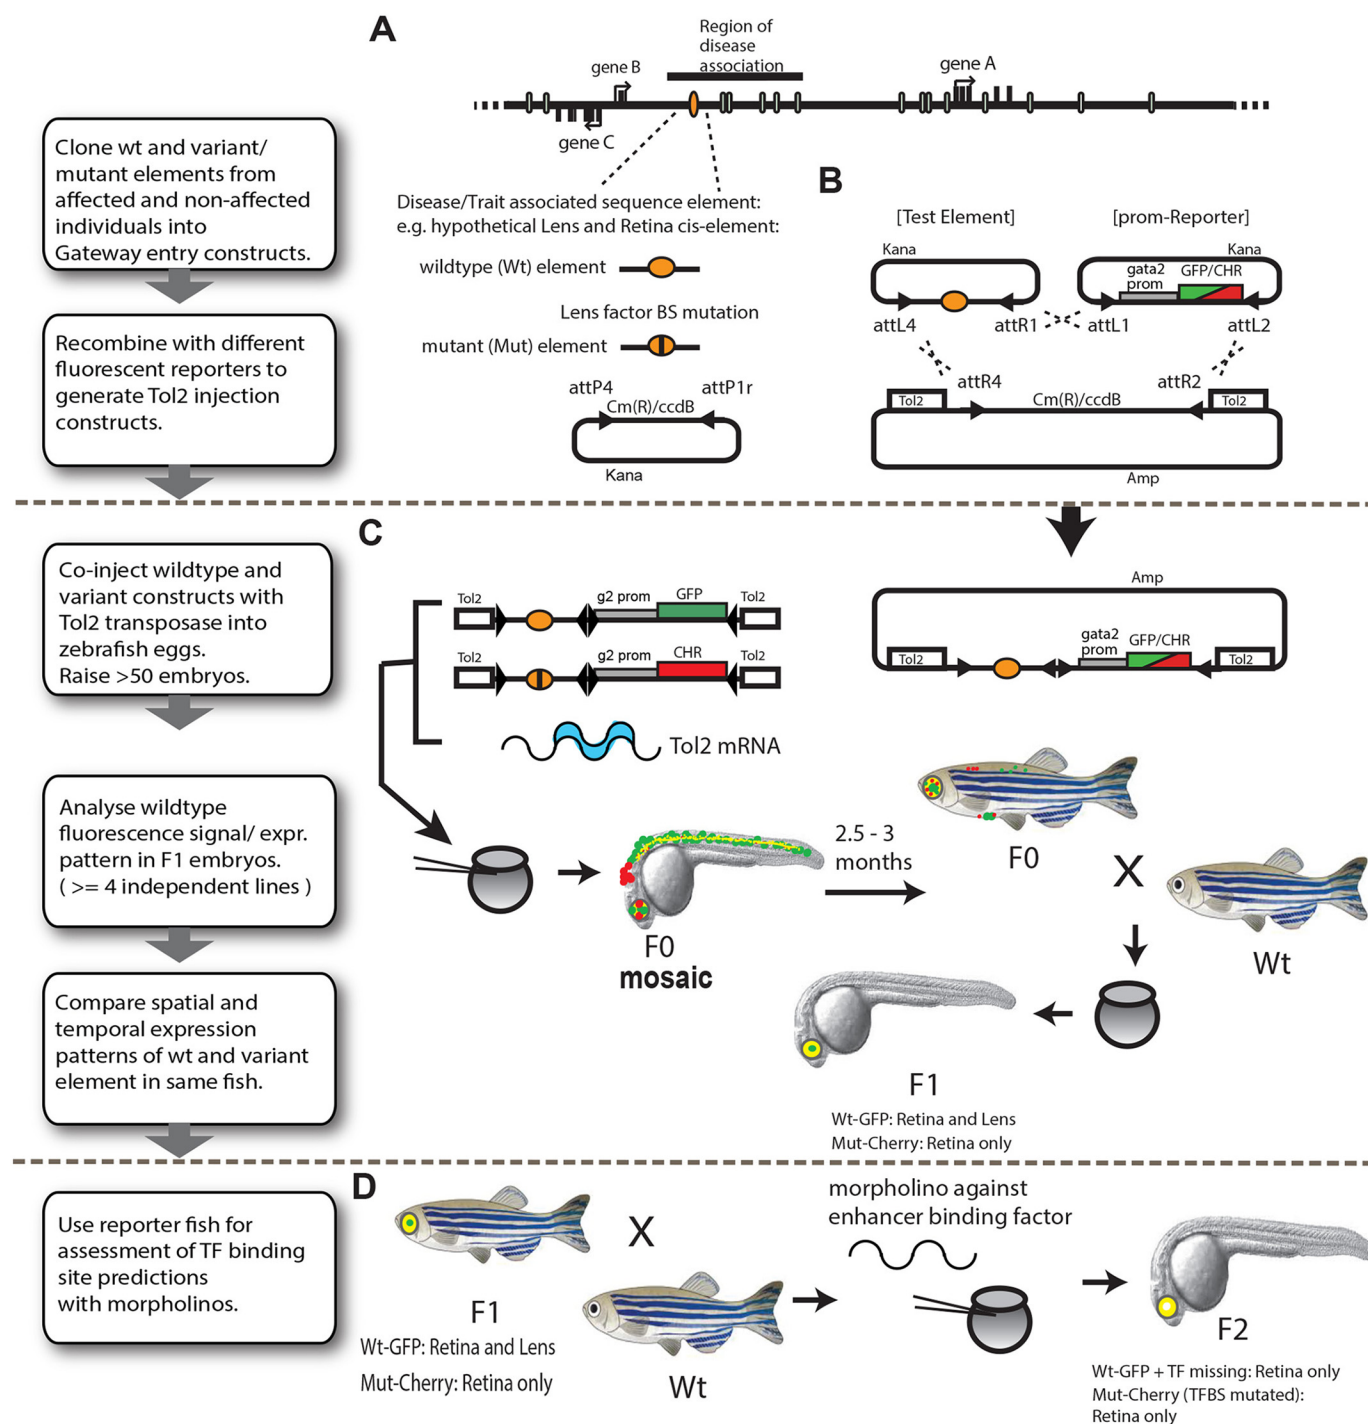 A
Region of
disease
association
gene B
gene A
gene C
Clone wt and variant/
mutant elements from
affected and non-affected
individuals into
Gateway entry constructs.
Recombine with different
fluorescent reporters to
generate Tol2 injection
constructs.
Disease/Trait associated sequence element:
e.g. hypothetical Lens and Retina cis-element:
wildtype (Wt) element
Lens factor BS mutation
mutant (Mut) element
attP4
attP1r
Cm(R)/ccdB
Kana
B
[Test Element]
[prom-Reporter]
Kana
Kana
gata2
prom
GFP/CHR
attL4
attR1
attL1
attL2
attR4
attR2
Tol2
Cm(R)/ccdB
Tol2
Amp
Co-inject wildtype and
variant constructs with
Tol2 transposase into
zebrafish eggs.
Raise >50 embryos.
Analyse wildtype
fluorescence signal/ expr.
pattern in F1 embryos.
( >= 4 independent lines )
Compare spatial and
temporal expression
patterns of wt and variant
element in same fish.
C
Tol2
g2 prom
GFP
Tol2
Tol2
g2 prom
CHR
Tol2
Tol2 mRNA
Amp
gata2
prom
GFP/CHR
Tol2
Tol2
F0
mosaic
2.5 - 3
months
F0
X
Wt
F1
Wt-GFP: Retina and Lens
Mut-Cherry: Retina only
Use reporter fish for
assessment of TF binding
site predictions
with morpholinos.
D
X
F1
Wt-GFP: Retina and Lens
Mut-Cherry: Retina only
Wt
morpholino against
enhancer binding factor
F2
Wt-GFP + TF missing: Retina only
Mut-Cherry (TFBS mutated):
Retina only